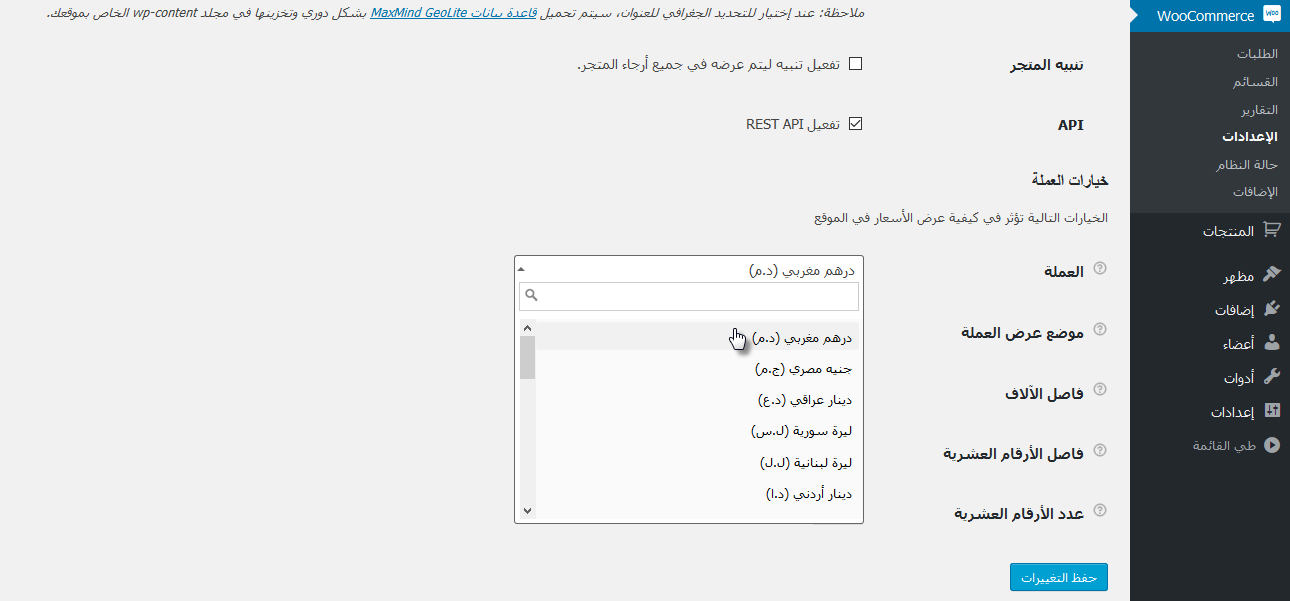 WooCommerce
الطلبات
القسائم
التقارير
الإعدادات
حالة النظام
الإضافات
المنتجات
مظهر
إضافات
أعضاء
أدوات
إعدادات
طي القائمة
ملاحظة: عند إختيار للتحديد الجغرافي للعنوان، سيتم تحميل قاعدة بيانات MaxMind GeoLite بشكل دوري وتخزينها في مجلد wp-content الخاص بموقعك.
تنبيه المتجر
تفعيل تنبيه ليتم عرضه في جميع أرجاء المتجر.
API
تفعيل REST API
خيارات العملة
الخيارات التالية تؤثر في كيفية عرض الأسعار في الموقع
العملة
درهم مغربي (د.م)
درهم مغربي (د.م)
جنيه مصري (ج.م)
دينار عراقي (د.ع)
ليرة سورية (ل.س)
ليرة لبنانية (ل.ل)
دينار أردني (د.ا)
موضع عرض العملة
فاصل الآلاف
فاصل الأرقام العشرية
عدد الأرقام العشرية
حفظ التغييرات